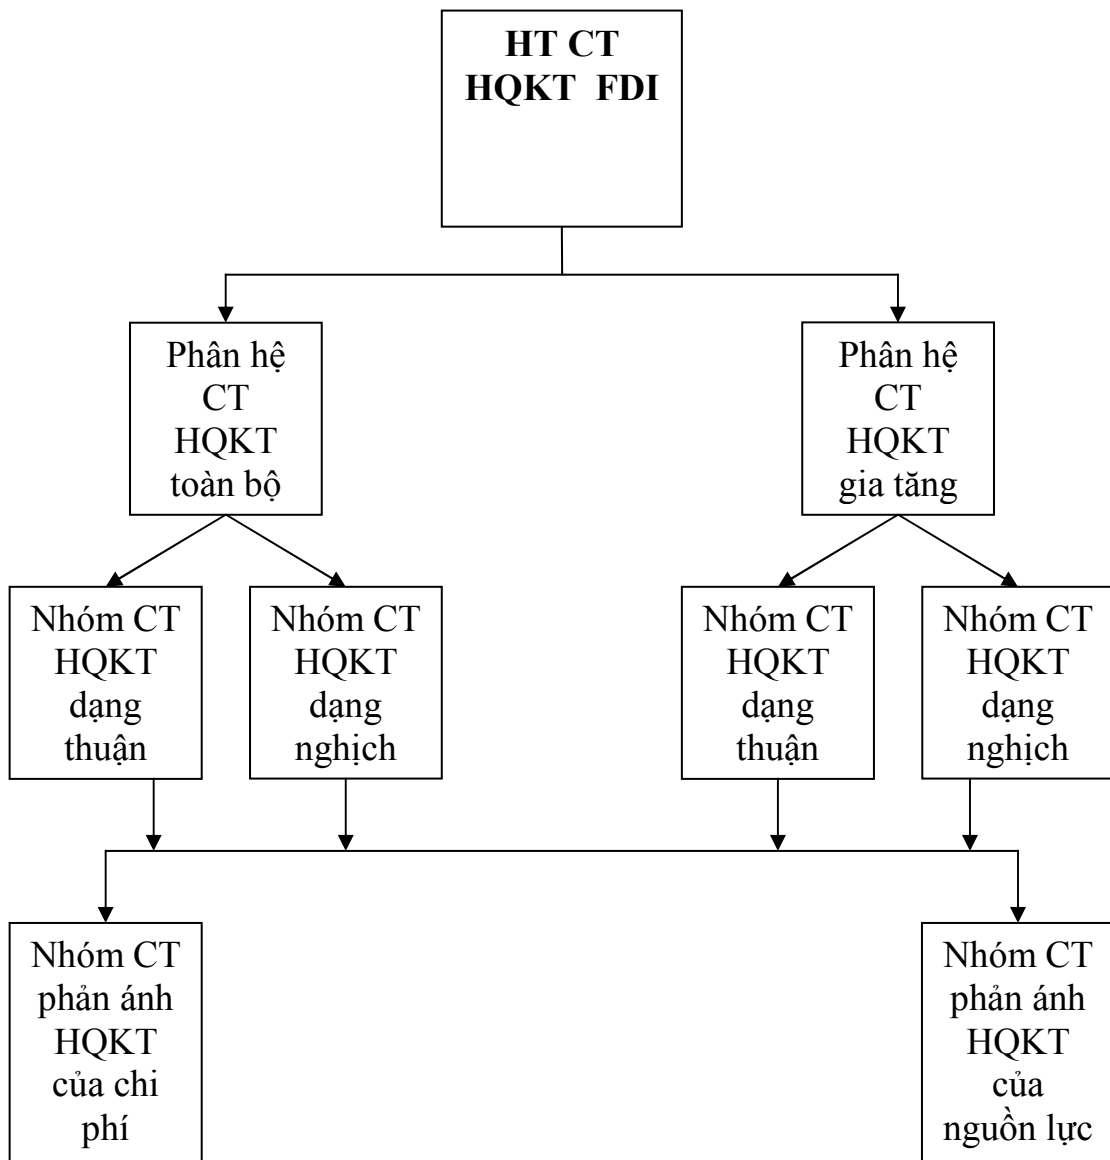 HT CT
HQKT FDI
Phân hệ
CT
HQKT
toàn bộ
Phân hệ
CT
HQKT
gia tăng
Nhóm CT
HQKT
dạng
thuận
Nhóm CT
HQKT
dạng
nghịch
Nhóm CT
HQKT
dạng
thuận
Nhóm CT
HQKT
dạng
nghịch
Nhóm CT
phản ánh
HQKT
của chi
phí
Nhóm CT
phản ánh
HQKT
của
nguồn lực